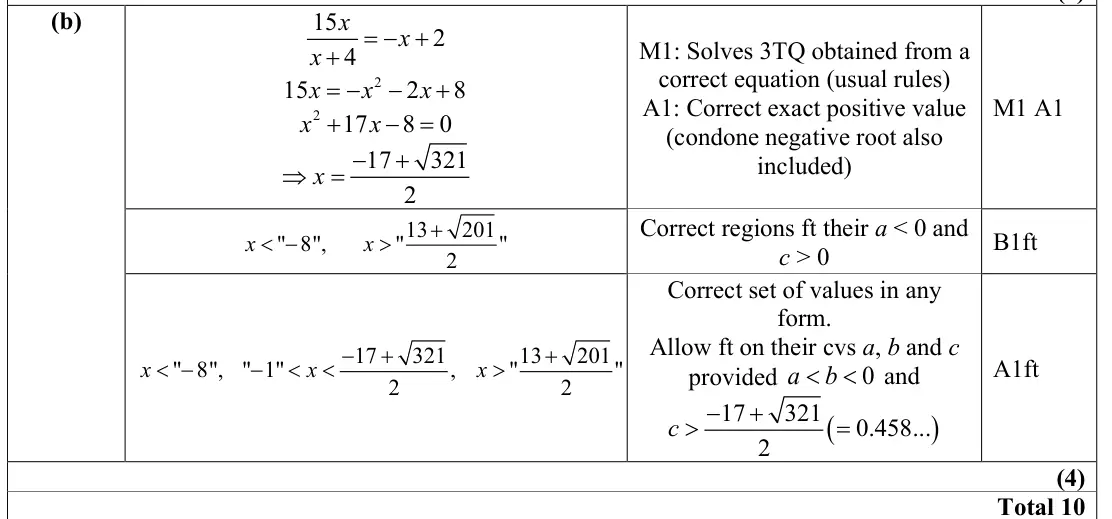 (b)
15x/(x+4) = −x + 2
15x = −x² − 2x + 8
x² + 17x − 8 = 0
⇒ x = (−17 + √321)/2
M1: Solves 3TQ obtained from a
correct equation (usual rules)
A1: Correct exact positive value
(condone negative root also
included)
M1 A1
x < "−8",   x > "(13 + √201)/2"
Correct regions ft their a < 0 and
c > 0
B1ft
x < "−8",   "−1" < x < (−17 + √321)/2,   x > "(13 + √201)/2"
Correct set of values in any
form.
Allow ft on their cvs a, b and c
provided a < b < 0 and
c > (−17 + √321)/2 (= 0.458...)
A1ft
(4)
Total 10